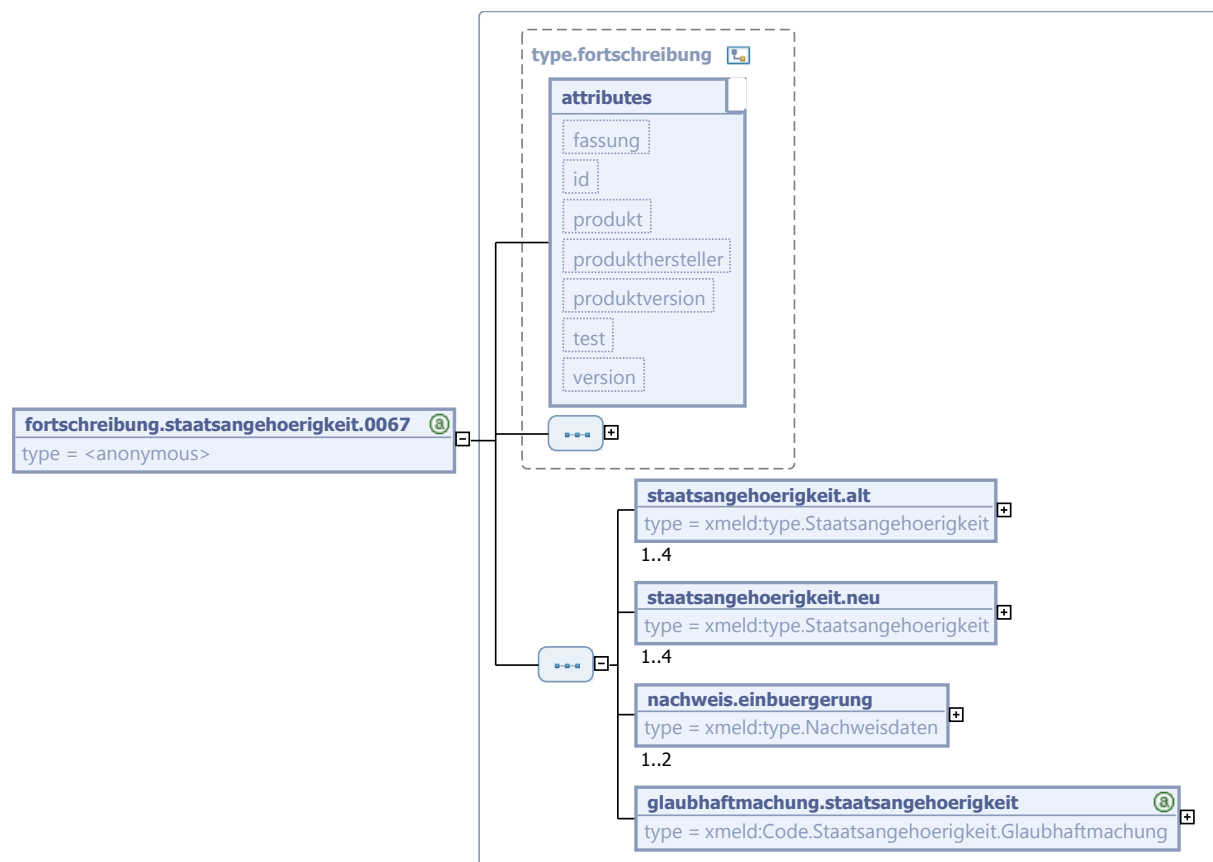 type.fortschreibung
attributes
fassung
id
produkt
produkthersteller
produktversion
test
version
fortschreibung.staatsangehoerigkeit.0067
type = <anonymous>
staatsangehoerigkeit.alt
type = xmeld:type.Staatsangehoerigkeit
1..4
staatsangehoerigkeit.neu
type = xmeld:type.Staatsangehoerigkeit
1..4
nachweis.einbuergerung
type = xmeld:type.Nachweisdaten
1..2
glaubhaftmachung.staatsangehoerigkeit
type = xmeld:Code.Staatsangehoerigkeit.Glaubhaftmachung